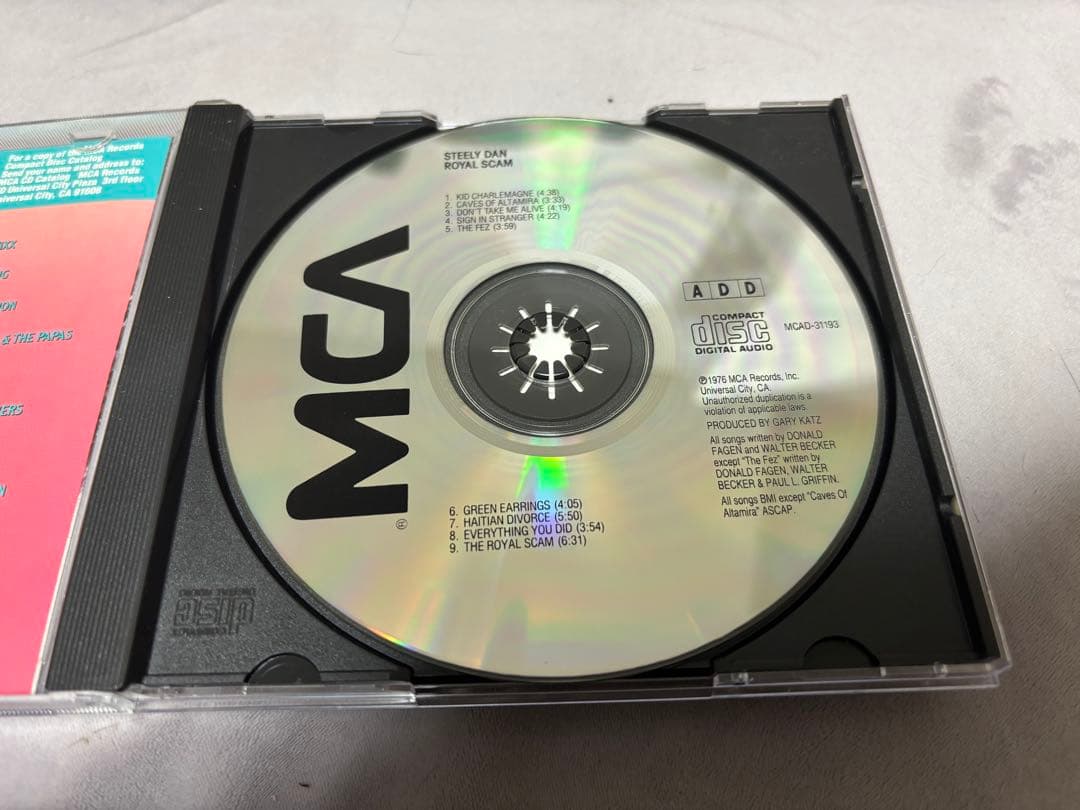 For a copy of the MCA Records
Compact Disc Catalog
Send your name and address to:
MCA CD Catalog MCA Records
Universal City Plaza 3rd Floor
Universal City, CA 91608
& THE PAPAS
STEELY DAN
ROYAL SCAM
1. KID CHARLEMAGNE (4:38)
2. CAVES OF ALTAMIRA (3:33)
3. DON'T TAKE ME ALIVE (4:19)
4. SIGN IN STRANGER (4:22)
5. THE FEZ (3:59)
MCA®
A D D
COMPACT
disc
DIGITAL AUDIO
MCAD-31193
℗1976 MCA Records, Inc.
Universal City, CA.
Unauthorized duplication is a
violation of applicable laws.
PRODUCED BY GARY KATZ
All songs written by DONALD
FAGEN and WALTER BECKER
except "The Fez" written by
DONALD FAGEN, WALTER
BECKER & PAUL L. GRIFFIN.
All songs BMI except "Caves Of
Altamira" ASCAP.
6. GREEN EARRINGS (4:05)
7. HAITIAN DIVORCE (5:50)
8. EVERYTHING YOU DID (3:54)
9. THE ROYAL SCAM (6:31)
COMPACT
disc
DIGITAL AUDIO